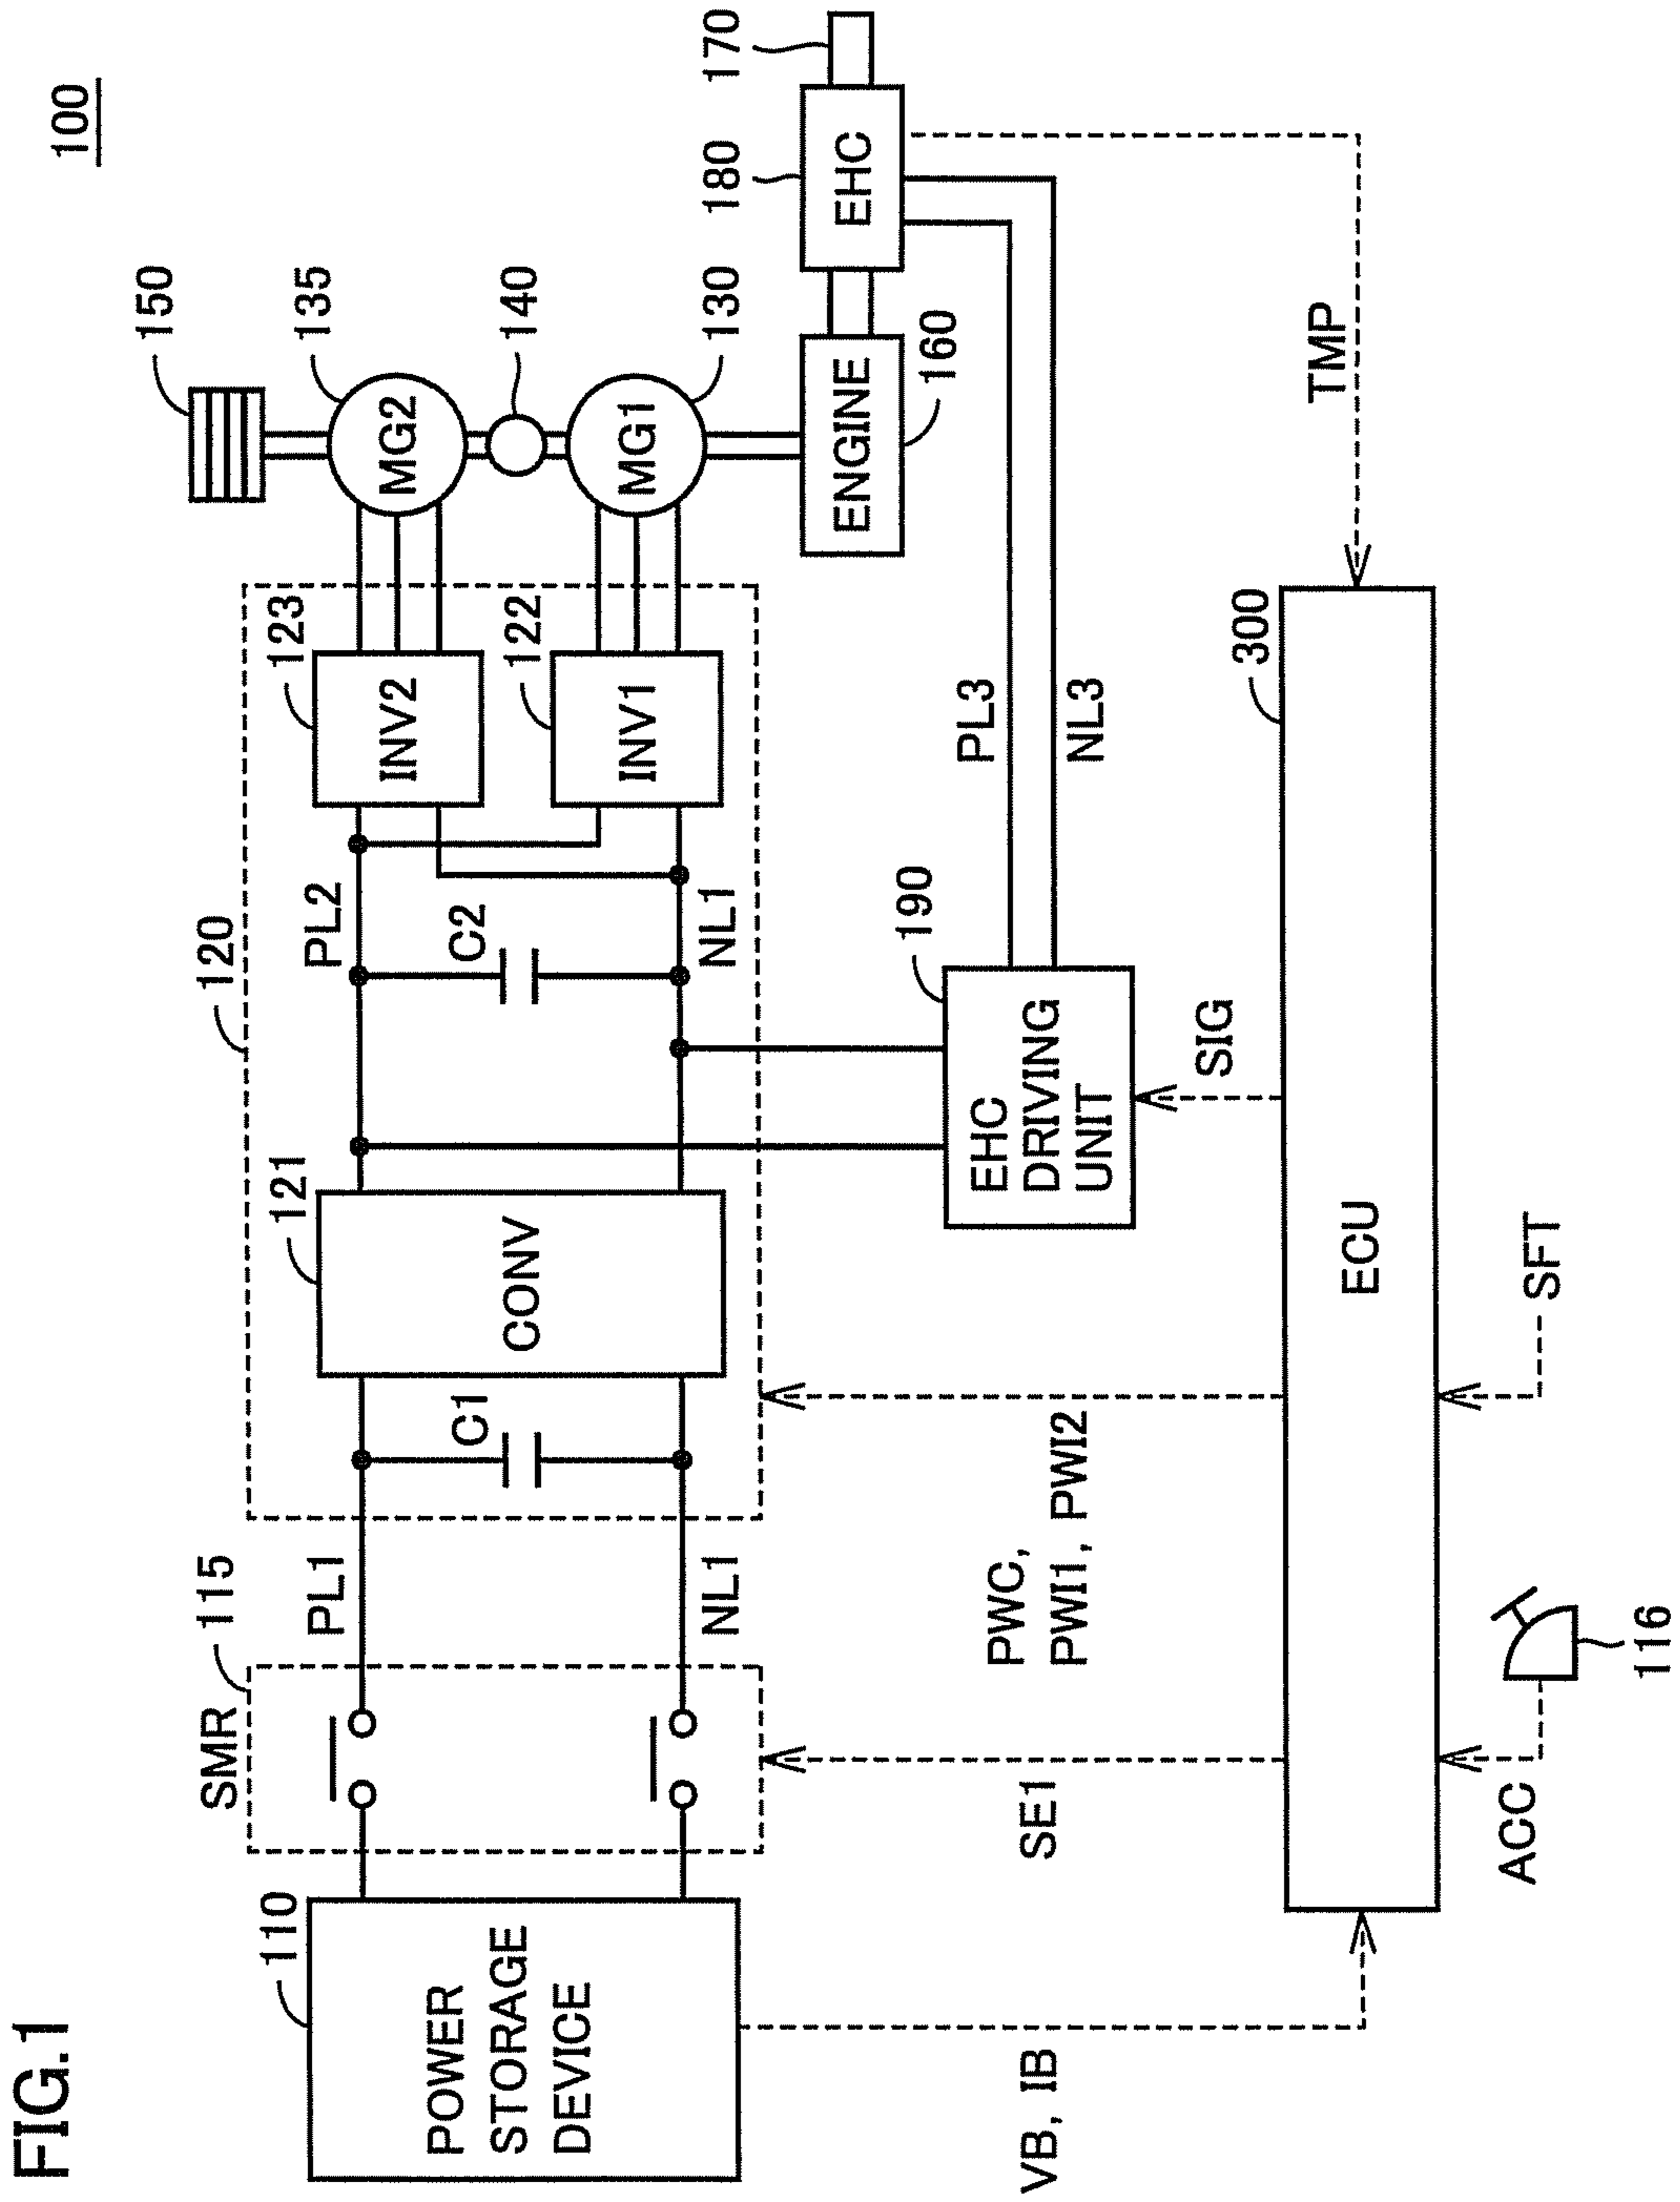 FIG.1
100
150
135
140
130
180
170
120
123
122
MG2
MG1
INV2
INV1
EHC
ENGINE
160
115
SMR
110
PL1
NL1
C1
121
CONV
PL2
C2
NL1
POWER
STORAGE
DEVICE
190
EHC
DRIVING
UNIT
PL3
NL3
TMP
VB, IB
SE1
PWC,
PWI1, PWI2
SIG
300
ECU
ACC
116
SFT